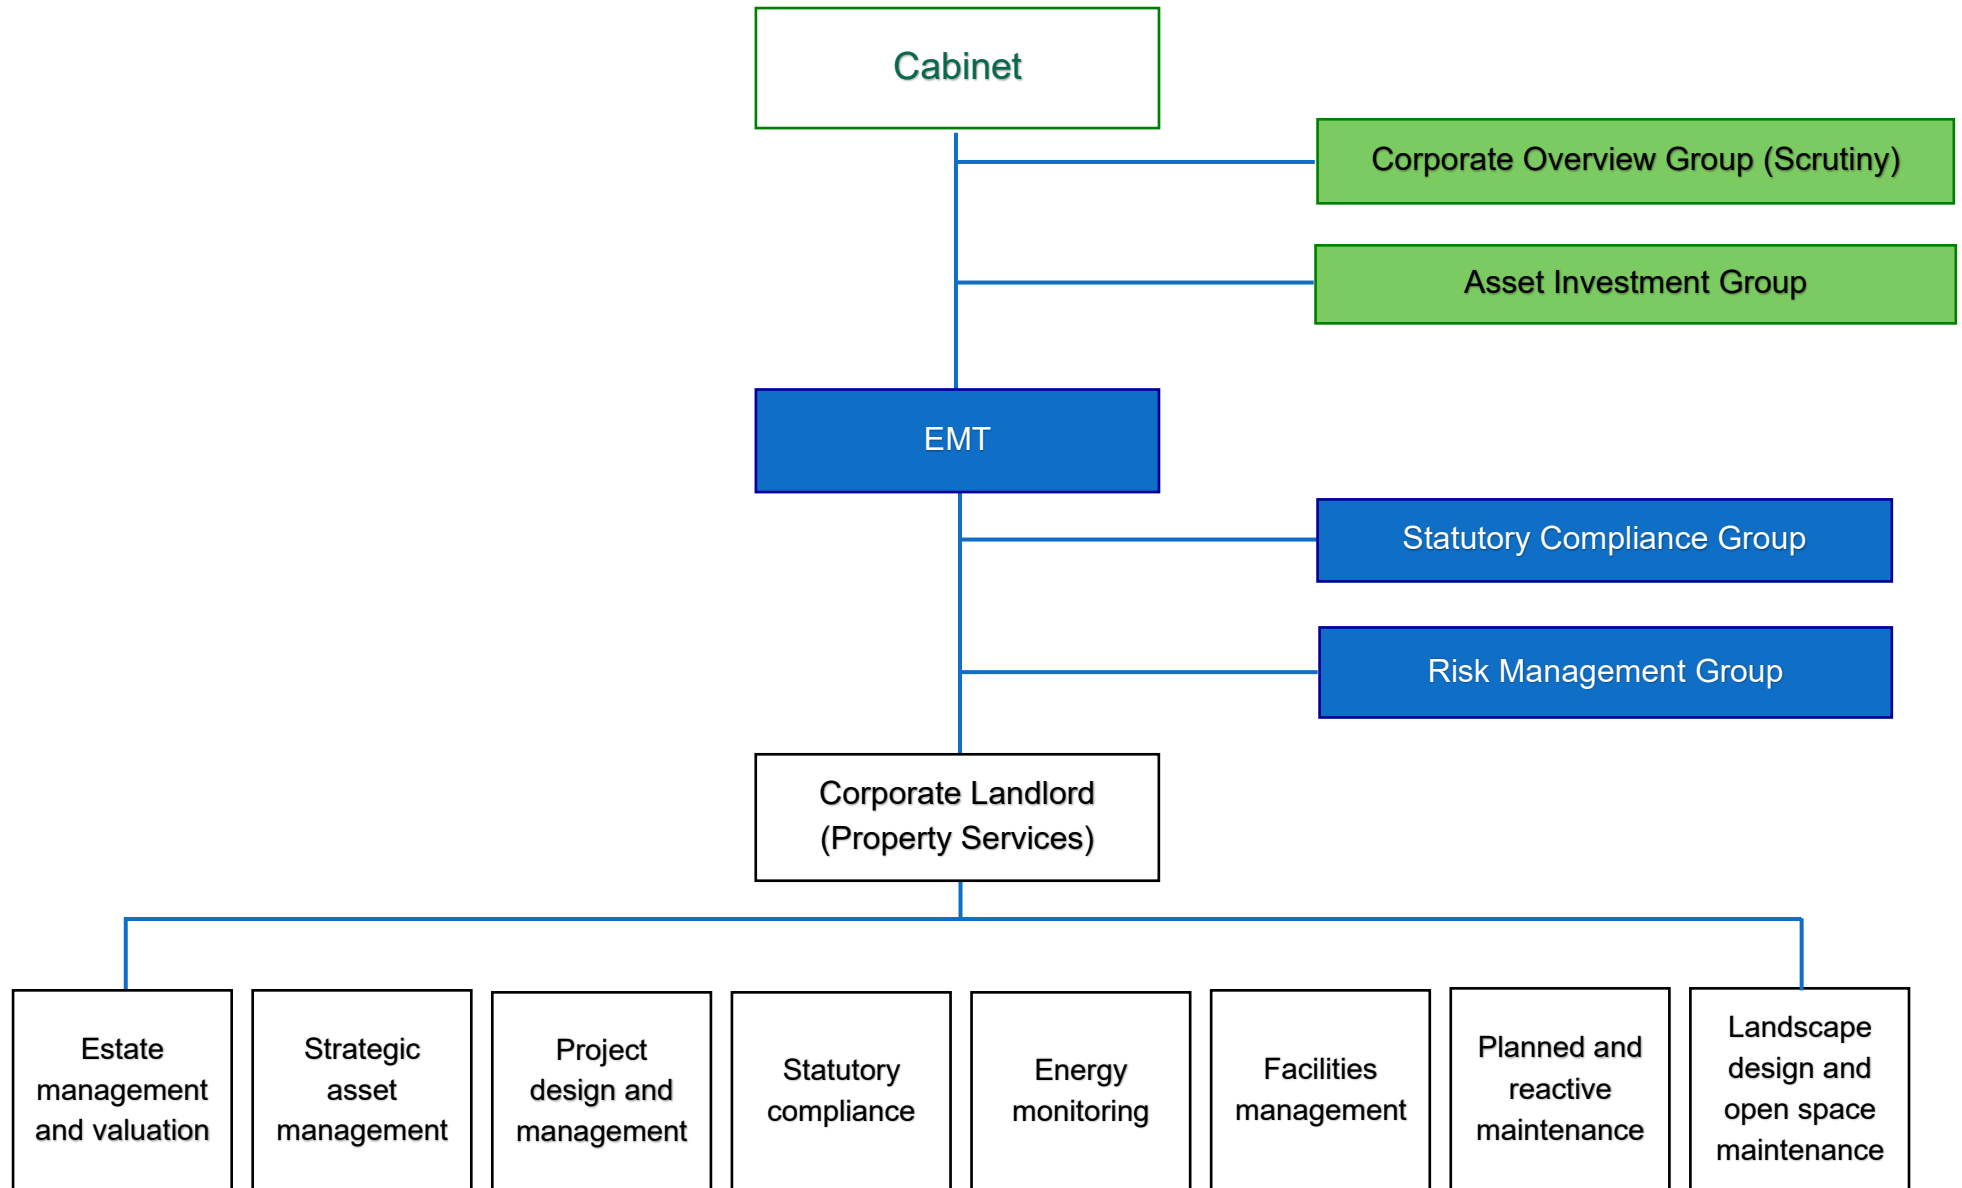 Cabinet
Corporate Overview Group (Scrutiny)
Asset Investment Group
EMT
Statutory Compliance Group
Risk Management Group
Corporate Landlord
(Property Services)
Estate
management
and valuation
Strategic
asset
management
Project
design and
management
Statutory
compliance
Energy
monitoring
Facilities
management
Planned and
reactive
maintenance
Landscape
design and
open space
maintenance